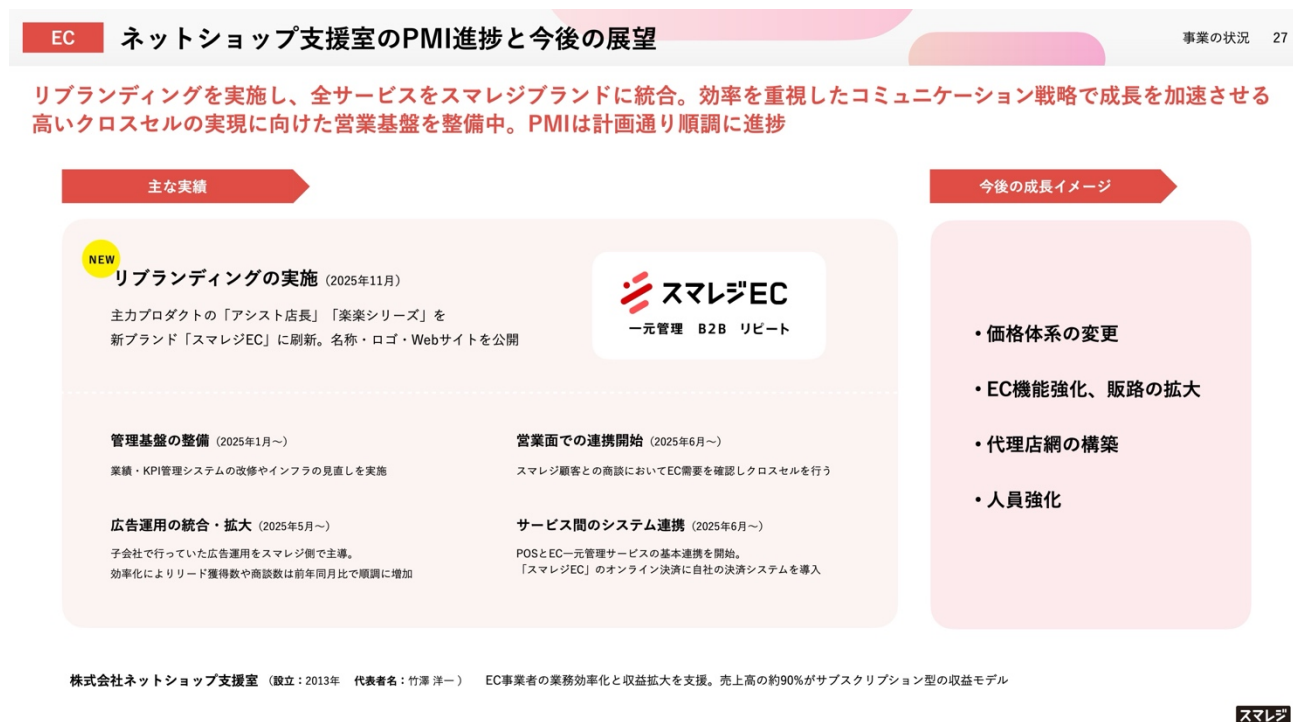 EC
ネットショップ支援室のPMI進捗と今後の展望
事業の状況 27
リブランディングを実施し、全サービスをスマレジブランドに統合。効率を重視したコミュニケーション戦略で成長を加速させる
高いクロスセルの実現に向けた営業基盤を整備中。PMIは計画通り順調に進捗
主な実績
NEW
リブランディングの実施（2025年11月）
主力プロダクトの「アシスト店長」「楽楽シリーズ」を
新ブランド「スマレジEC」に刷新。名称・ロゴ・Webサイトを公開
スマレジEC
一元管理 B2B リピート
管理基盤の整備（2025年1月〜）
業績・KPI管理システムの改修やインフラの見直しを実施
営業面での連携開始（2025年6月〜）
スマレジ顧客との商談においてEC需要を確認しクロスセルを行う
広告運用の統合・拡大（2025年5月〜）
子会社で行っていた広告運用をスマレジ側で主導。
効率化によりリード獲得数や商談数は前年同月比で順調に増加
サービス間のシステム連携（2025年6月〜）
POSとEC一元管理サービスの基本連携を開始。
「スマレジEC」のオンライン決済に自社の決済システムを導入
今後の成長イメージ
・価格体系の変更
・EC機能強化、販路の拡大
・代理店網の構築
・人員強化
株式会社ネットショップ支援室（設立：2013年 代表者名：竹澤 洋一） EC事業者の業務効率化と収益拡大を支援。売上高の約90%がサブスクリプション型の収益モデル
スマレジ